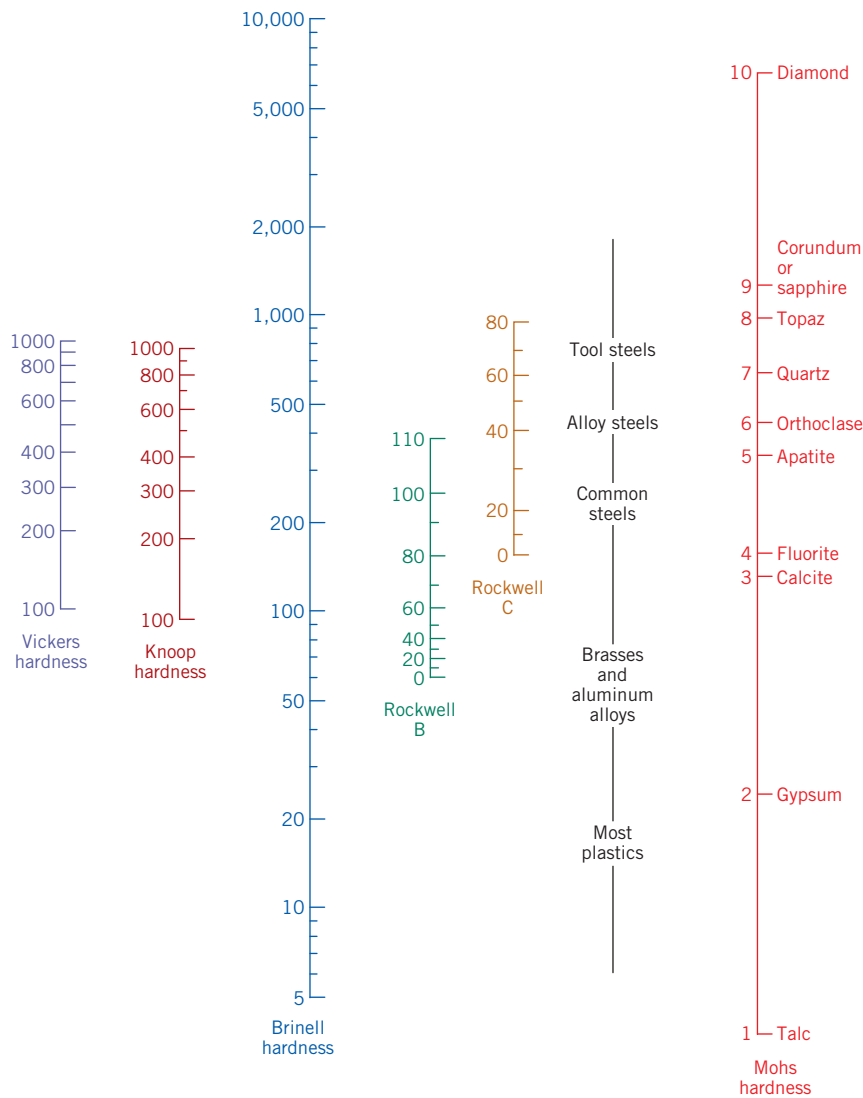 1000
800
600
400
300
200
100
Vickers
hardness
1000
800
600
400
300
200
100
Knoop
hardness
10,000
5,000
2,000
1,000
500
200
100
50
20
10
5
Brinell
hardness
110
100
80
60
40
20
0
Rockwell
B
80
60
40
20
0
Rockwell
C
Tool steels
Alloy steels
Common
steels
Brasses
and
aluminum
alloys
Most
plastics
10 Diamond
Corundum
or
9 sapphire
8 Topaz
7 Quartz
6 Orthoclase
5 Apatite
4 Fluorite
3 Calcite
2 Gypsum
1 Talc
Mohs
hardness